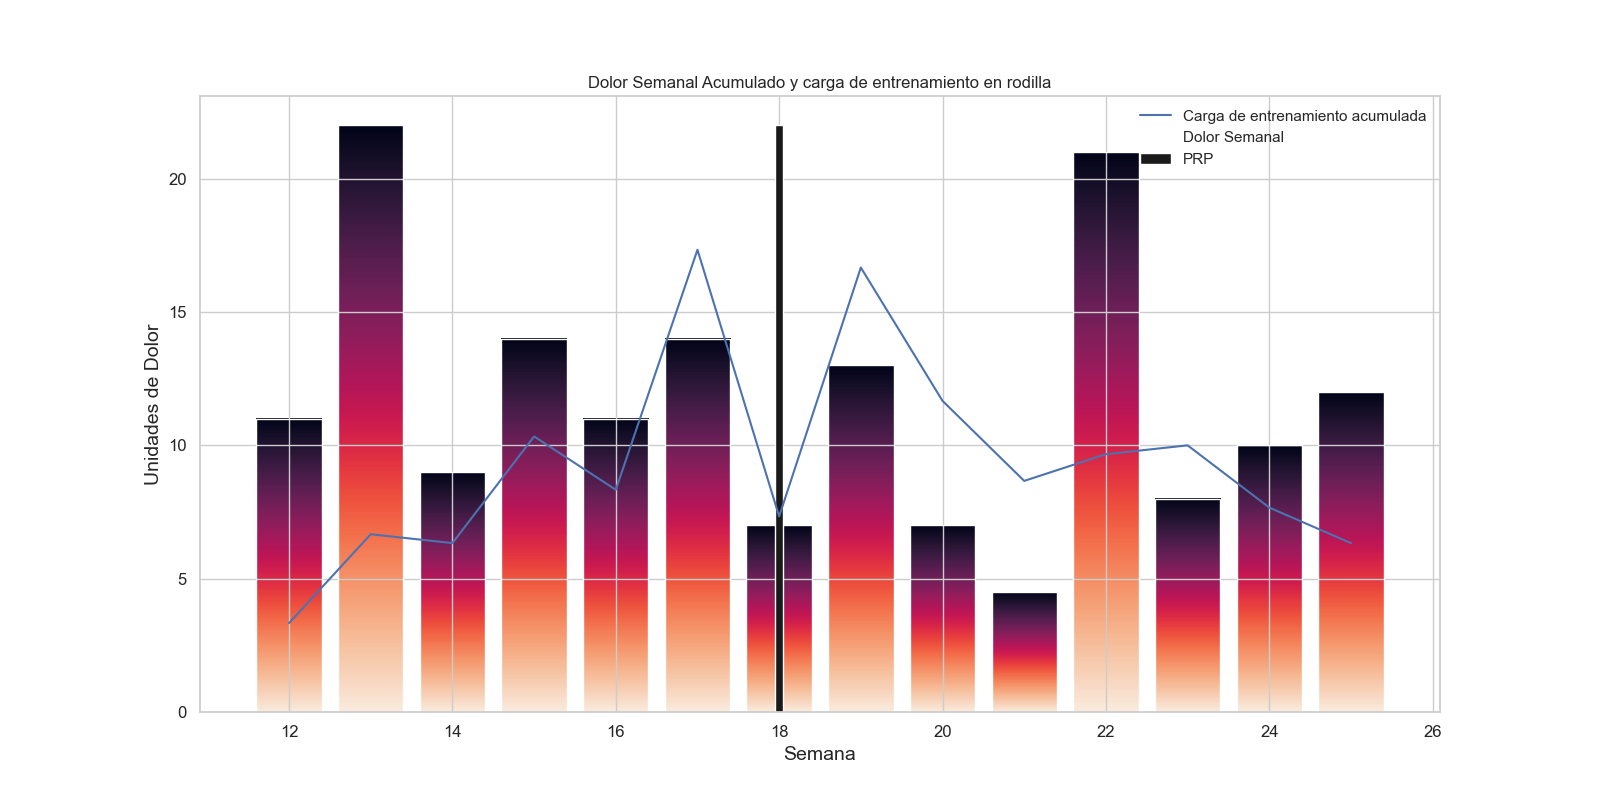 Dolor Semanal Acumulado y carga de entrenamiento en rodilla
Carga de entrenamiento acumulada
Dolor Semanal
PRP
Unidades de Dolor
20
15
10
5
0
12 14 16 18 20 22 24 26
Semana